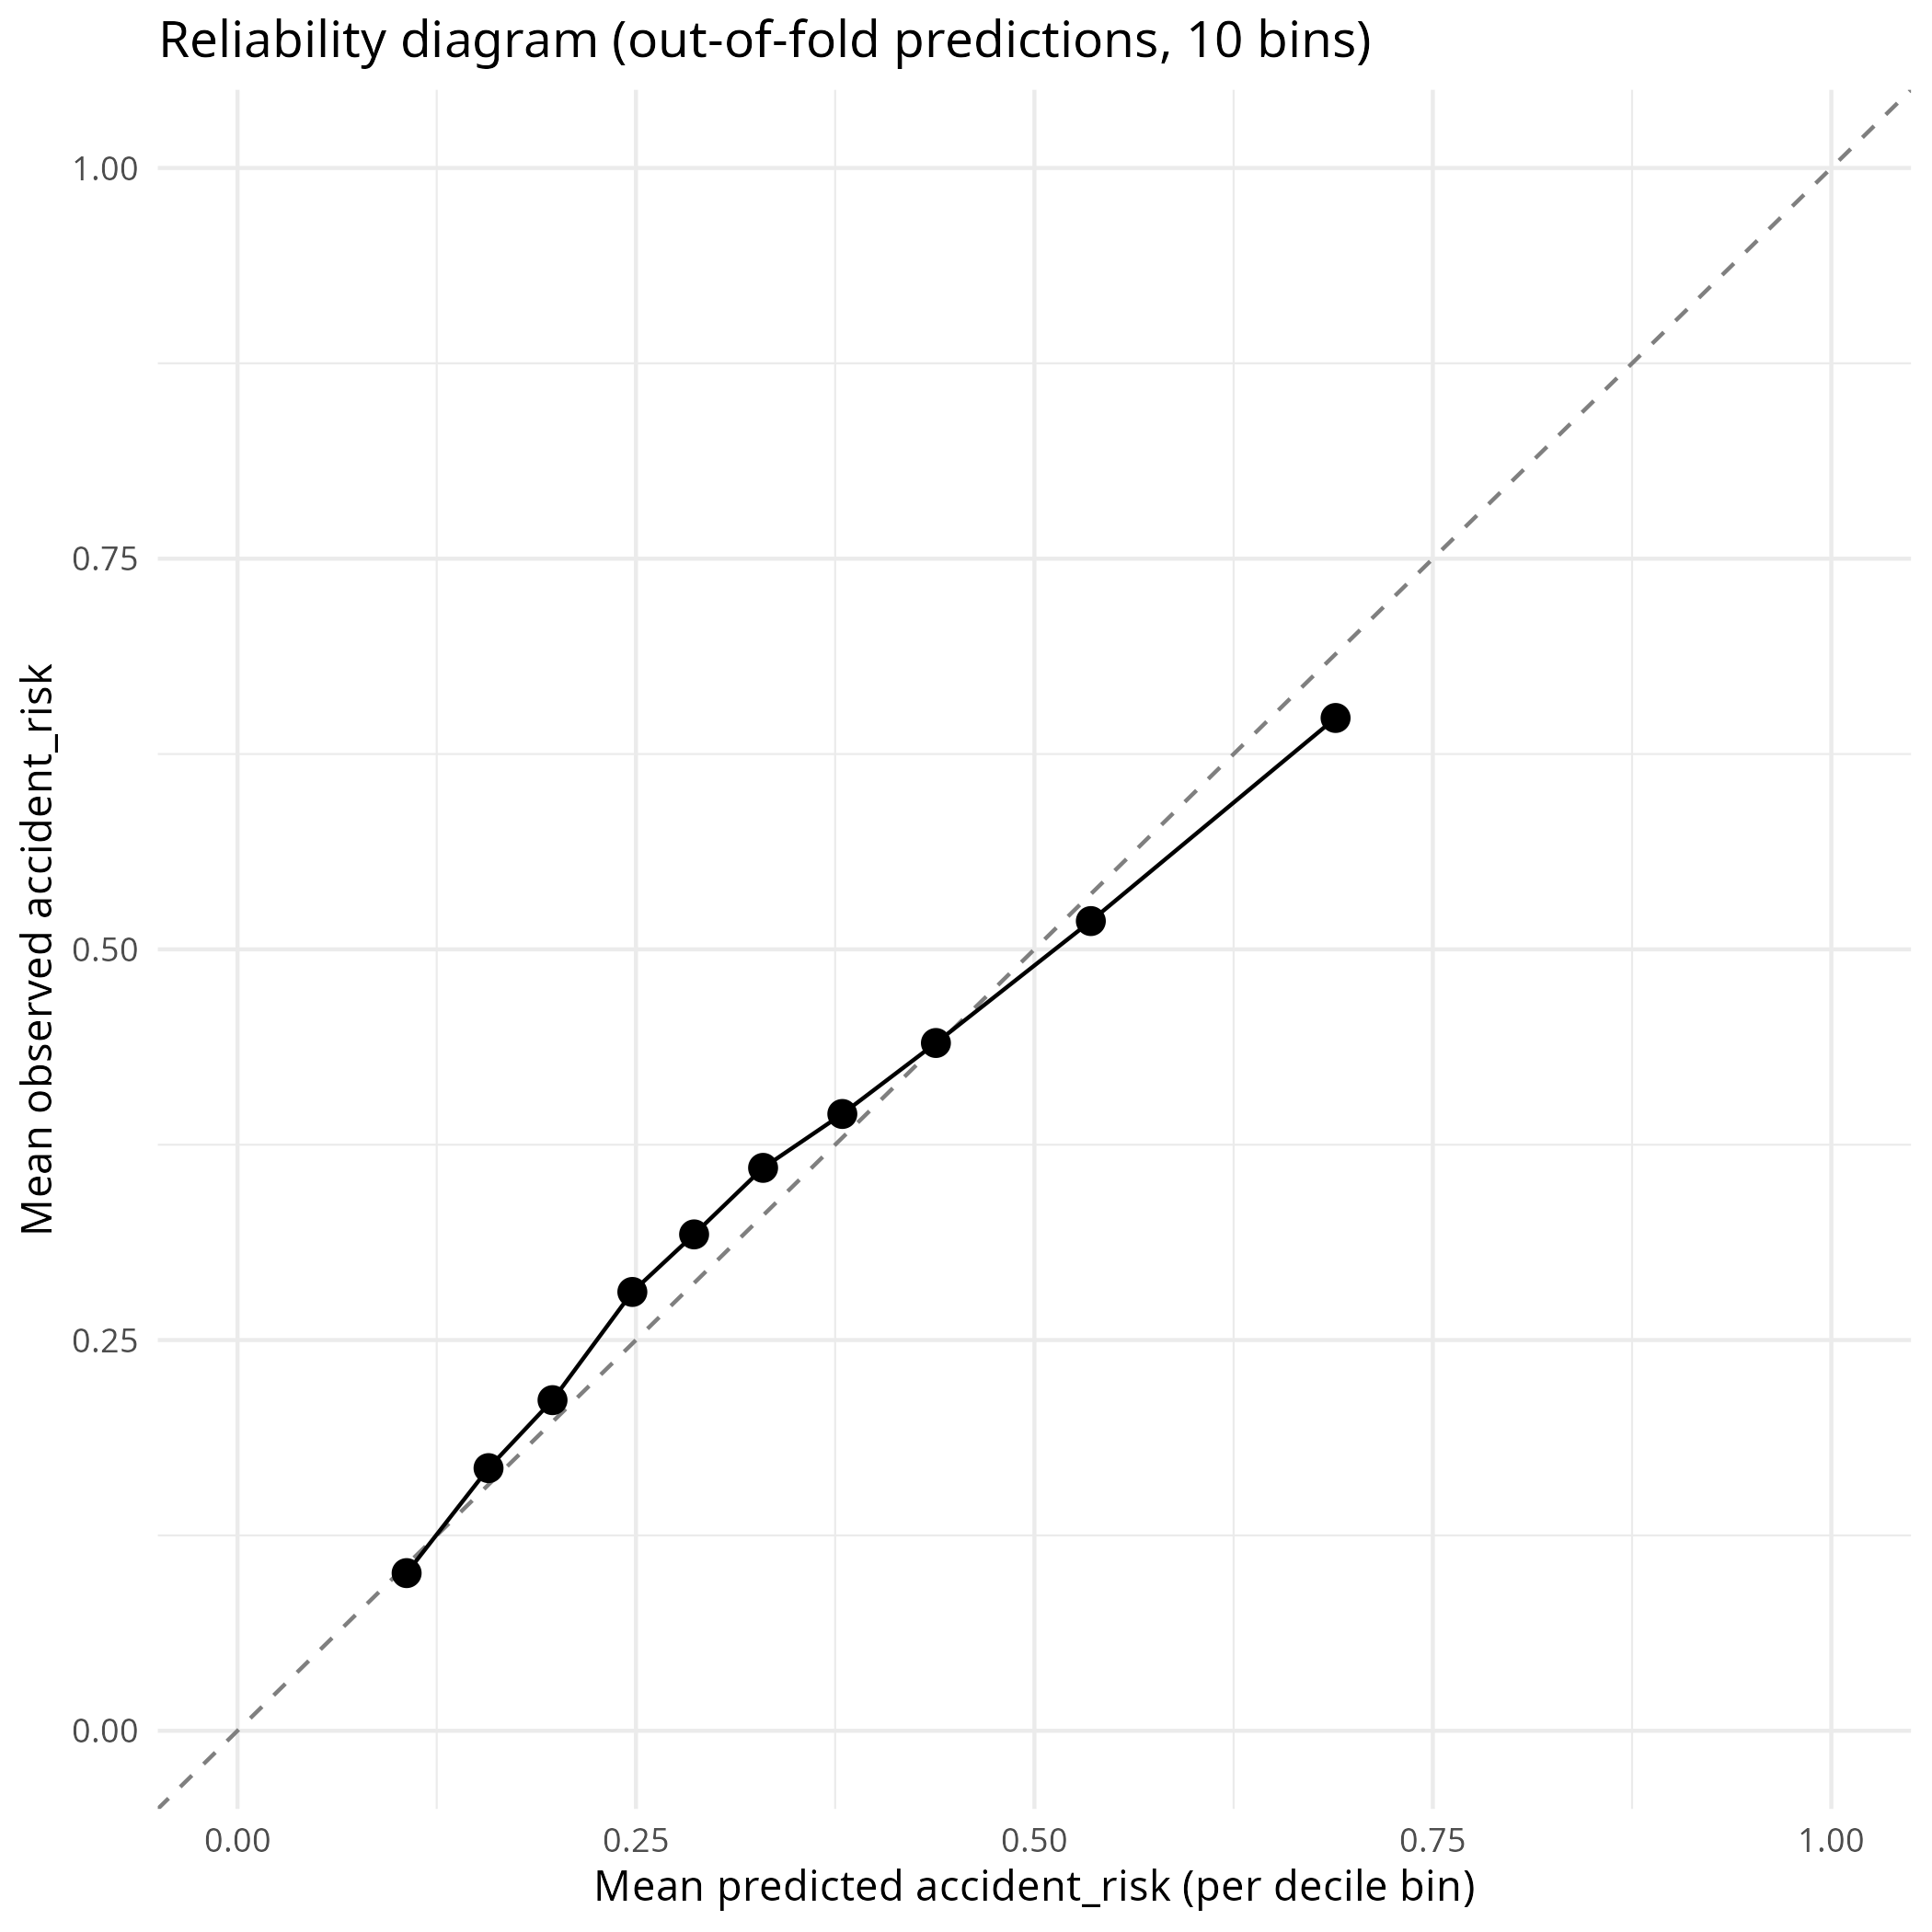 Reliability diagram (out-of-fold predictions, 10 bins)
Mean observed accident_risk
1.00
0.75
0.50
0.25
0.00
0.00 0.25 0.50 0.75 1.00
Mean predicted accident_risk (per decile bin)